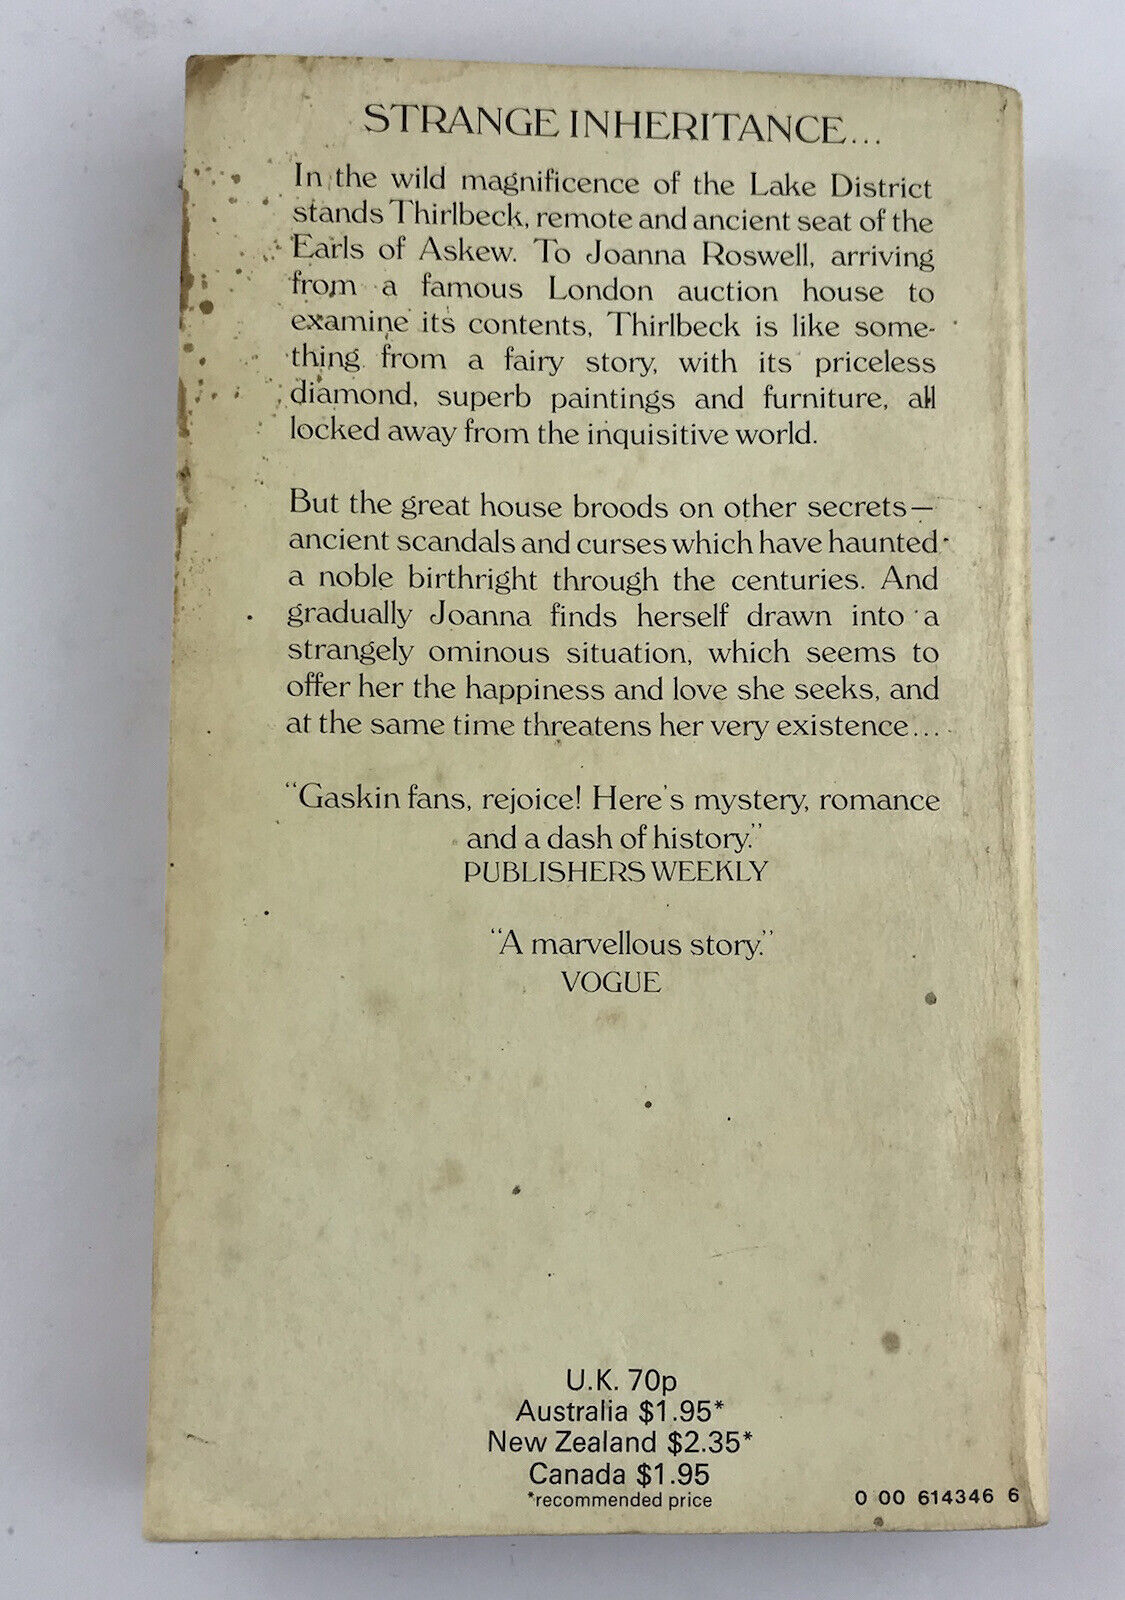 STRANGE INHERITANCE...
In the wild magnificence of the Lake District
stands Thirlbeck, remote and ancient seat of the
Earls of Askew. To Joanna Roswell, arriving
from a famous London auction house to
examine its contents, Thirlbeck is like some-
thing from a fairy story, with its priceless
diamond, superb paintings and furniture, all
locked away from the inquisitive world.
But the great house broods on other secrets—
ancient scandals and curses which have haunted
a noble birthright through the centuries. And
gradually Joanna finds herself drawn into a
strangely ominous situation, which seems to
offer her the happiness and love she seeks, and
at the same time threatens her very existence...
“Gaskin fans, rejoice! Here's mystery, romance
and a dash of history.”
PUBLISHERS WEEKLY
“A marvellous story.”
VOGUE
U.K. 70p
Australia $1.95*
New Zealand $2.35*
Canada $1.95
*recommended price
0 00 614346 6